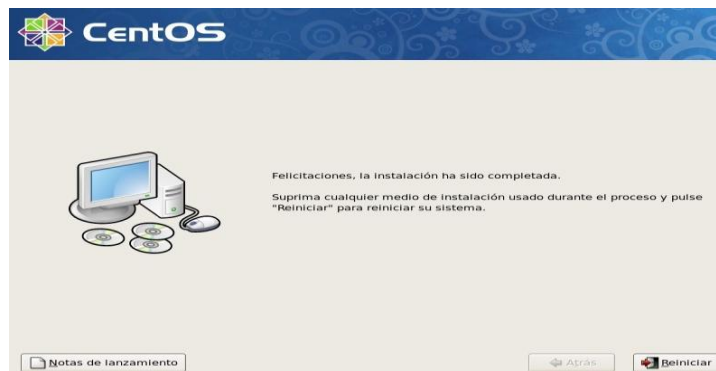 CentOS
Felicitaciones, la instalación ha sido completada.
Suprima cualquier medio de instalación usado durante el proceso y pulse
"Reiniciar" para reiniciar su sistema.
Notas de lanzamiento
Atrás
Reiniciar